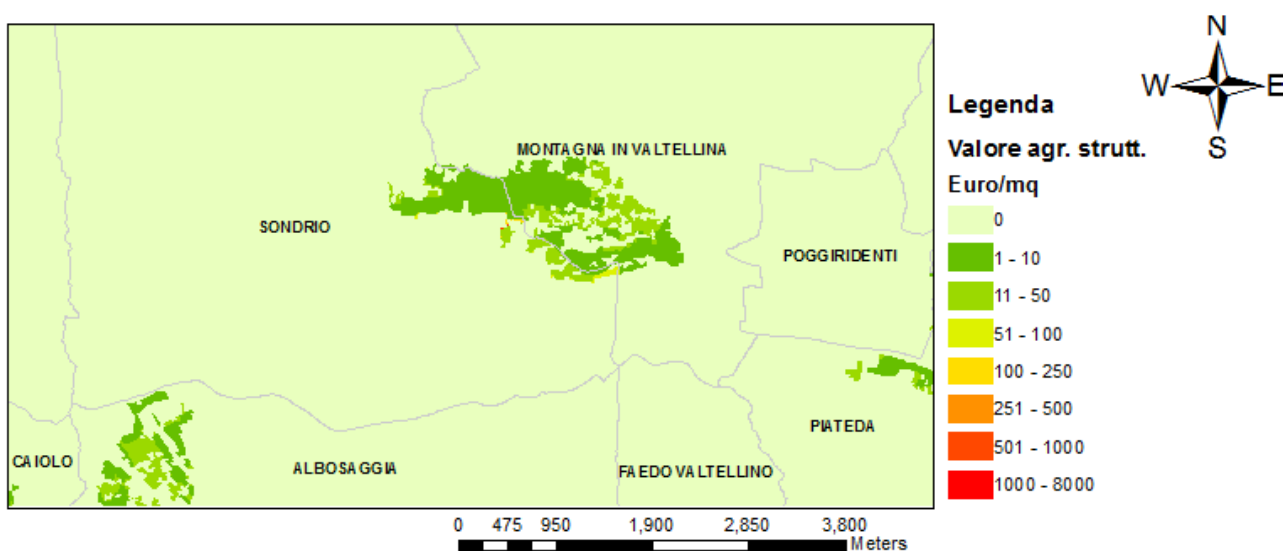 N
W E
S
Legenda
Valore agr. strutt.
Euro/mq
0
1 - 10
11 - 50
51 - 100
100 - 250
251 - 500
501 - 1000
1000 - 8000
MONTAGNA IN VALTELLINA
SONDRIO
POGGIRIDENTI
PIATEDA
CAIOLO
ALBOSAGGIA
FAEDO VALTELLINO
0 475 950 1,900 2,850 3,800
Meters